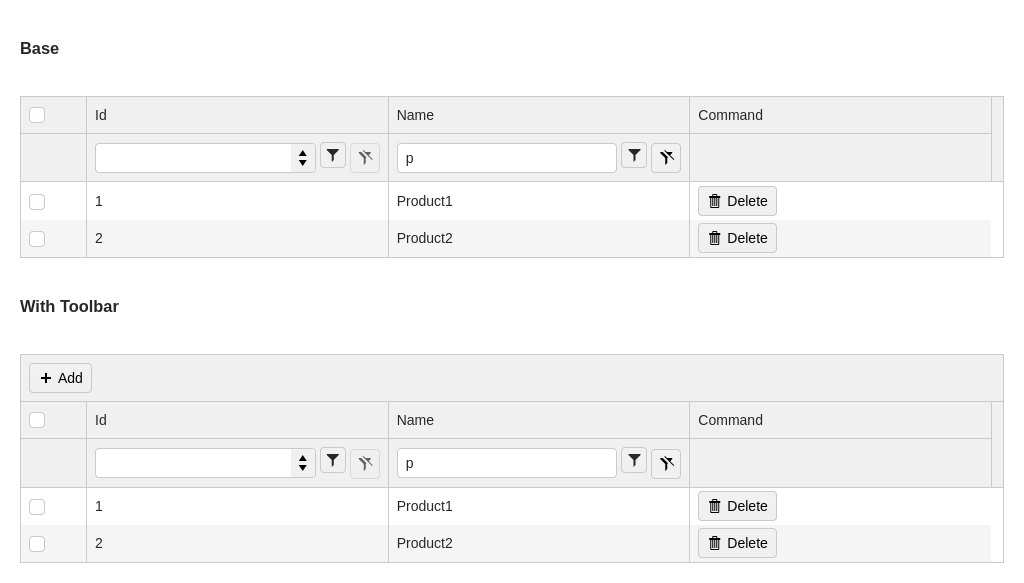 Base
Id Name Command
p
1 Product1 Delete
2 Product2 Delete
With Toolbar
Add
Id Name Command
p
1 Product1 Delete
2 Product2 Delete